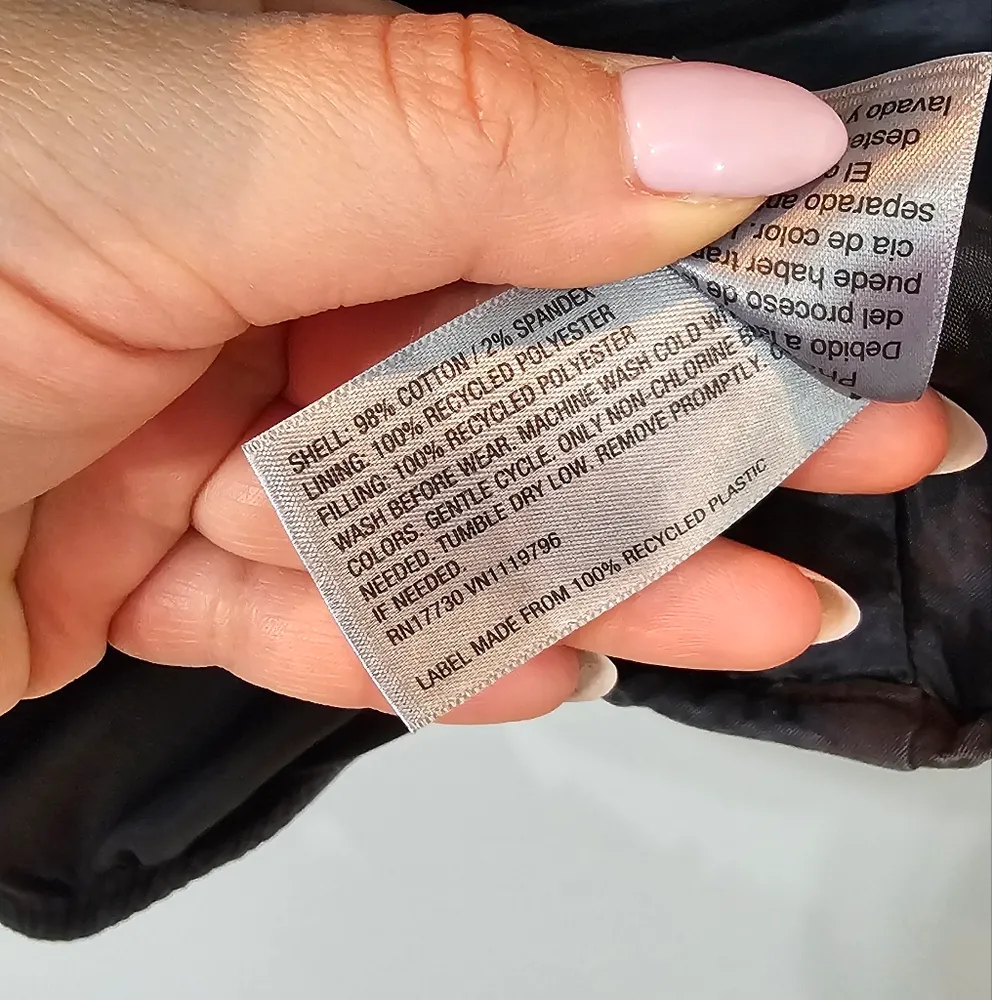 SHELL: 98% COTTON / 2% SPANDEX
LINING: 100% RECYCLED POLYESTER
FILLING: 100% RECYCLED POLYESTER
WASH BEFORE WEAR. MACHINE WASH COLD
COLORS. GENTLE CYCLE. ONLY NON-CHLORINE
NEEDED. TUMBLE DRY LOW. REMOVE PROMPTLY.
IF NEEDED.
RN17730 VN1119796
LABEL MADE FROM 100% RECYCLED PLASTIC
Debido a
del proceso de
puede haber
cia de color.
separado
El
deste
lavado y